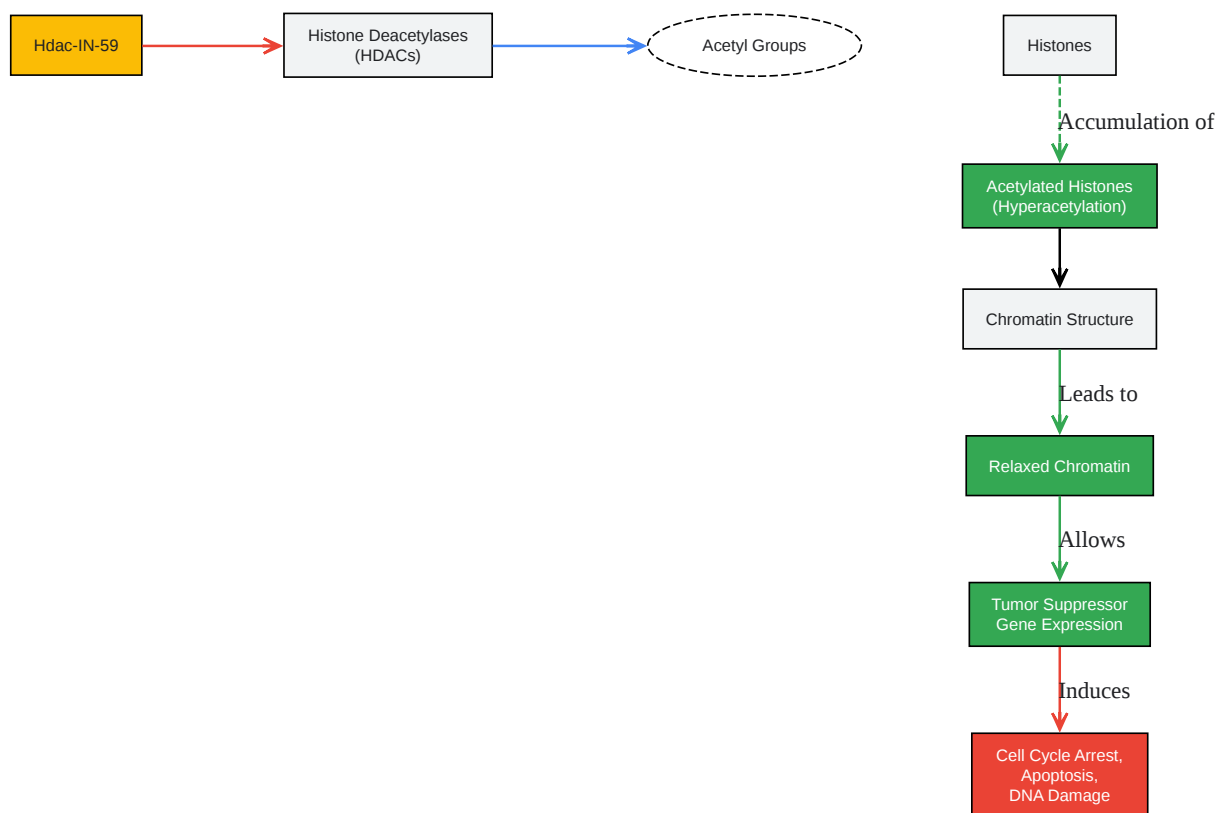 Hdac-IN-59
Histone Deacetylases
(HDACs)
Acetyl Groups
Histones
Accumulation of
Acetylated Histones
(Hyperacetylation)
Chromatin Structure
Leads to
Relaxed Chromatin
Allows
Tumor Suppressor
Gene Expression
Induces
Cell Cycle Arrest,
Apoptosis,
DNA Damage